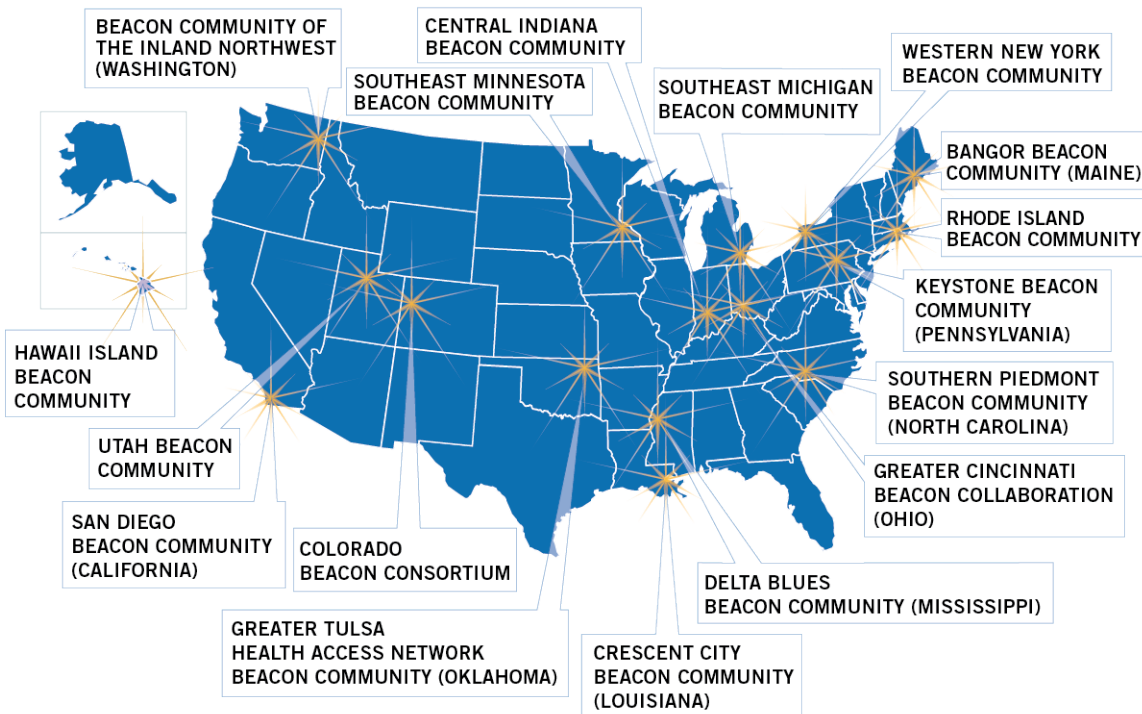 BEACON COMMUNITY OF
THE INLAND NORTHWEST
(WASHINGTON)
CENTRAL INDIANA
BEACON COMMUNITY
SOUTHEAST MINNESOTA
BEACON COMMUNITY
SOUTHEAST MICHIGAN
BEACON COMMUNITY
WESTERN NEW YORK
BEACON COMMUNITY
BANGOR BEACON
COMMUNITY (MAINE)
RHODE ISLAND
BEACON COMMUNITY
KEYSTONE BEACON
COMMUNITY
(PENNSYLVANIA)
SOUTHERN PIEDMONT
BEACON COMMUNITY
(NORTH CAROLINA)
GREATER CINCINNATI
BEACON COLLABORATION
(OHIO)
HAWAII ISLAND
BEACON
COMMUNITY
UTAH BEACON
COMMUNITY
SAN DIEGO
BEACON COMMUNITY
(CALIFORNIA)
COLORADO
BEACON CONSORTIUM
DELTA BLUES
BEACON COMMUNITY (MISSISSIPPI)
GREATER TULSA
HEALTH ACCESS NETWORK
BEACON COMMUNITY (OKLAHOMA)
CRESCENT CITY
BEACON COMMUNITY
(LOUISIANA)